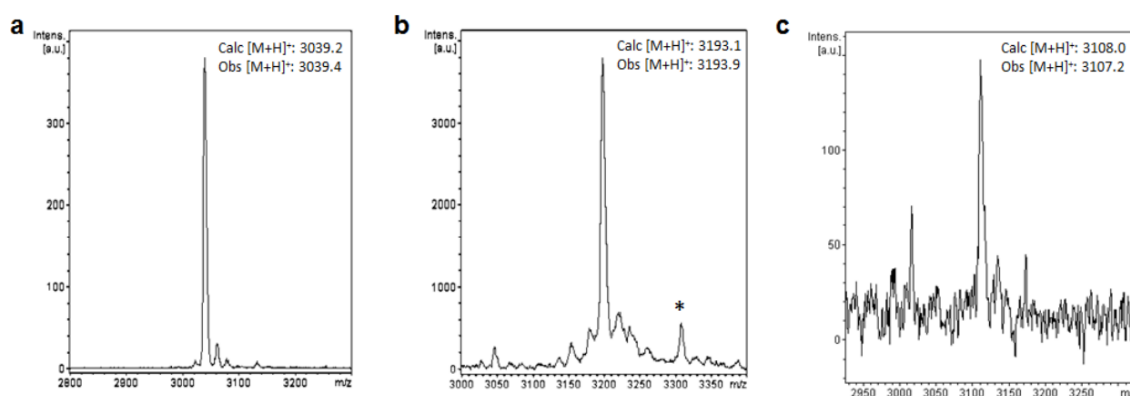 a
Intens.
[a.u.]
Calc [M+H]⁺: 3039.2
Obs [M+H]⁺: 3039.4
300
200
100
0
2800
2900
3000
3100
3200
m/z
b
Intens.
[a.u.]
Calc [M+H]⁺: 3193.1
Obs [M+H]⁺: 3193.9
3000
2000
1000
0
*
3000
3050
3100
3150
3200
3250
3300
3350
m/z
c
Intens.
[a.u.]
Calc [M+H]⁺: 3108.0
Obs [M+H]⁺: 3107.2
100
50
0
2950
3000
3050
3100
3150
3200
3250
m